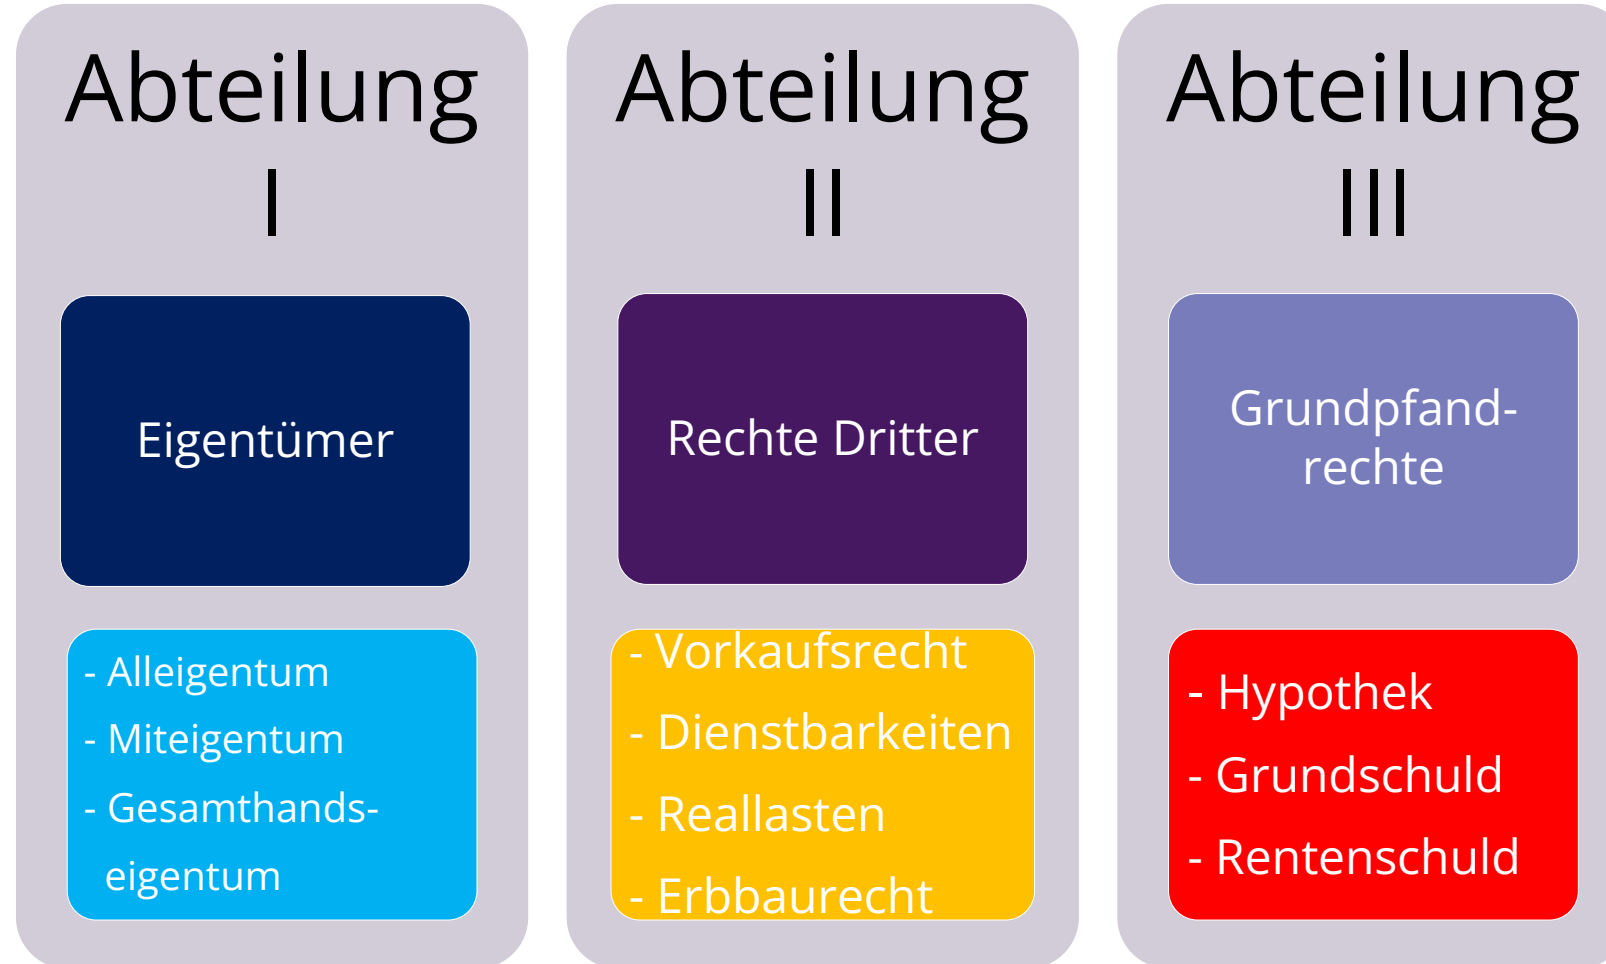 Abteilung
I
Eigentümer
- Alleigentum
- Miteigentum
- Gesamthands-
eigentum
Abteilung
II
Rechte Dritter
- Vorkaufsrecht
- Dienstbarkeiten
- Reallasten
- Erbbaurecht
Abteilung
III
Grundpfand-
rechte
- Hypothek
- Grundschuld
- Rentenschuld